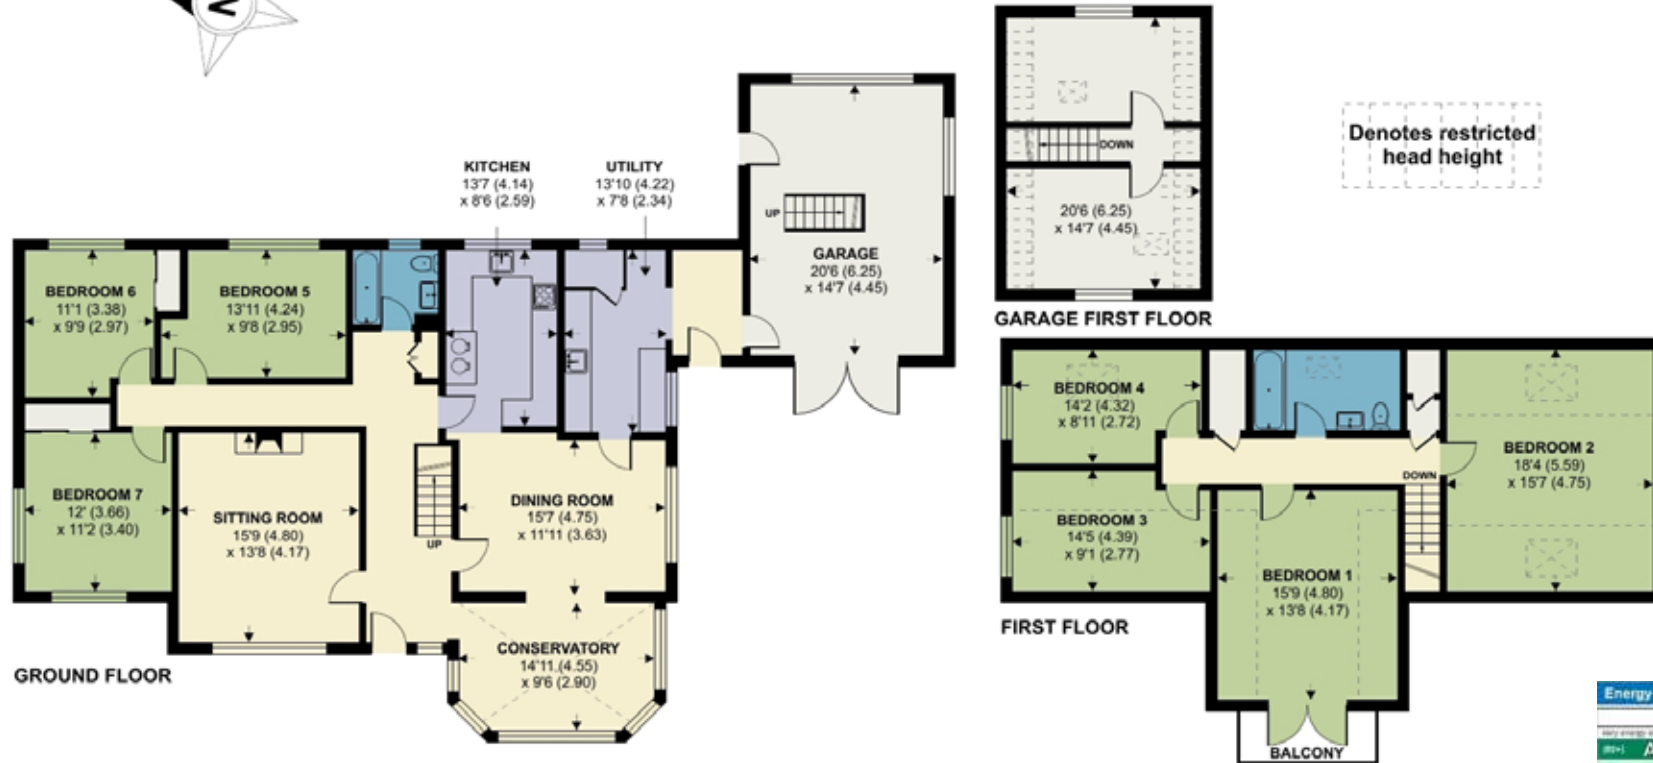 KITCHEN
13'7 (4.14)
x 8'6 (2.59)
UTILITY
13'10 (4.22)
x 7'8 (2.34)
UP
GARAGE
20'6 (6.25)
x 14'7 (4.45)
BEDROOM 6
11'1 (3.38)
x 9'9 (2.97)
BEDROOM 5
13'11 (4.24)
x 9'8 (2.95)
BEDROOM 7
12' (3.66)
x 11'2 (3.40)
SITTING ROOM
15'9 (4.80)
x 13'8 (4.17)
UP
DINING ROOM
15'7 (4.75)
x 11'11 (3.63)
CONSERVATORY
14'11 (4.55)
x 9'6 (2.90)
GROUND FLOOR
DOWN
20'6 (6.25)
x 14'7 (4.45)
GARAGE FIRST FLOOR
Denotes restricted
head height
BEDROOM 4
14'2 (4.32)
x 8'11 (2.72)
BEDROOM 3
14'5 (4.39)
x 9'1 (2.77)
BEDROOM 2
18'4 (5.59)
x 15'7 (4.75)
DOWN
BEDROOM 1
15'9 (4.80)
x 13'8 (4.17)
FIRST FLOOR
BALCONY
Energy